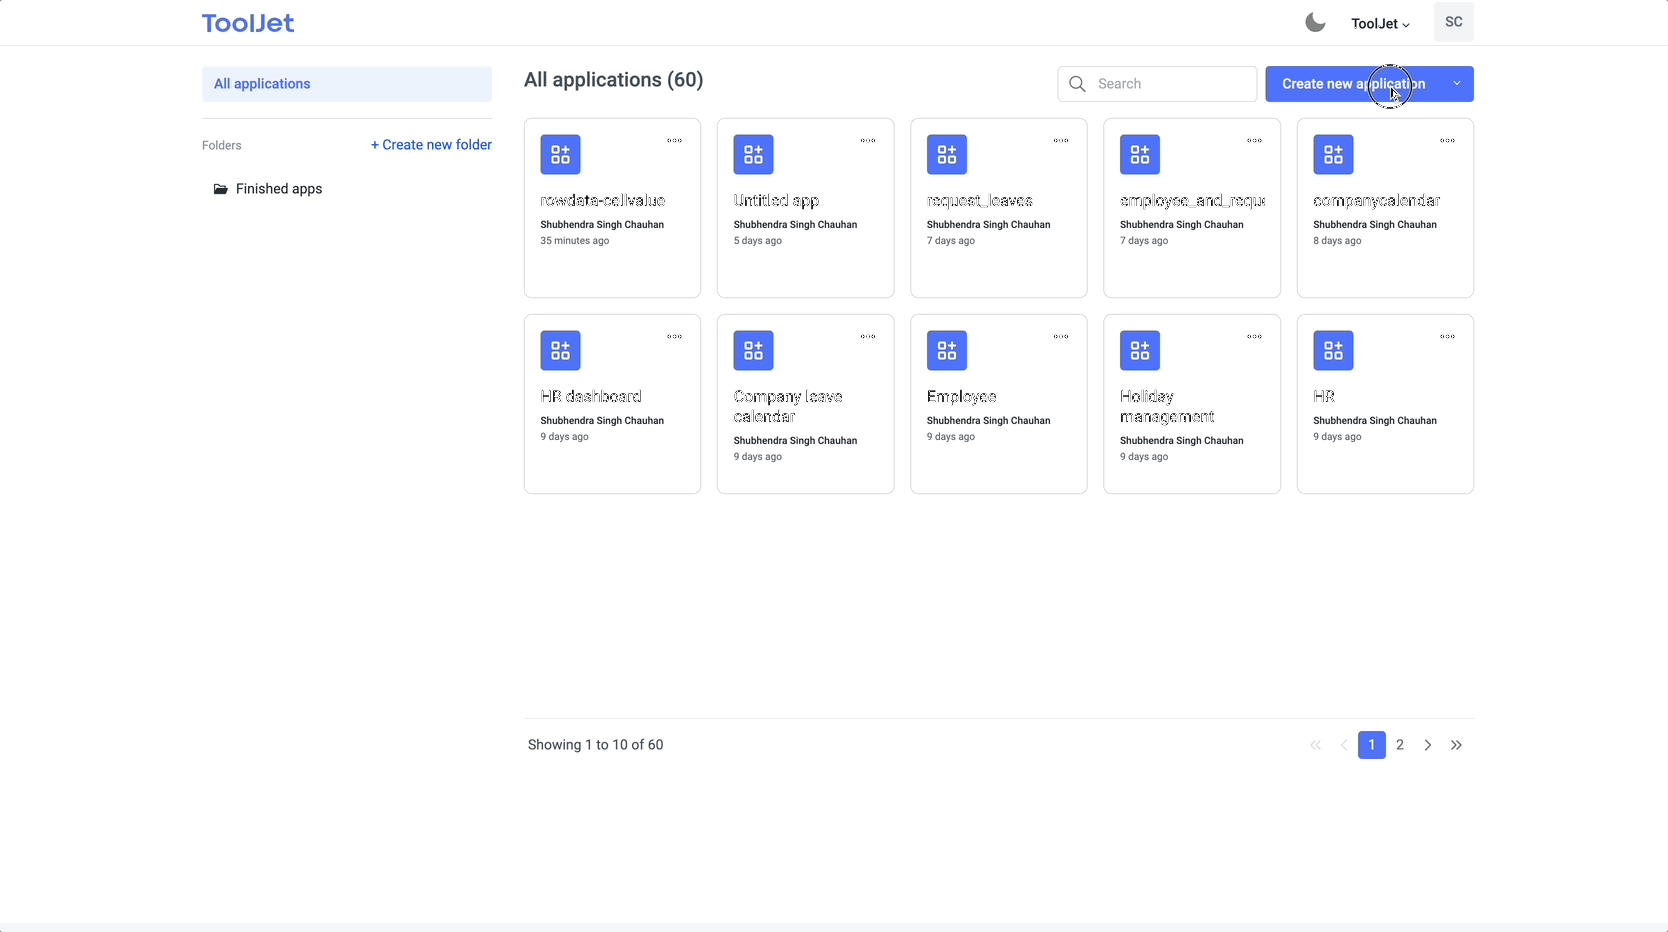 ToolJet
ToolJet
SC
All applications
Folders
+ Create new folder
Finished apps
All applications (60)
Search
Create new application
rowdata-cellvalue
Shubhendra Singh Chauhan
35 minutes ago
Untitled app
Shubhendra Singh Chauhan
5 days ago
request_leaves
Shubhendra Singh Chauhan
7 days ago
employee_and_reque
Shubhendra Singh Chauhan
7 days ago
companycalendar
Shubhendra Singh Chauhan
8 days ago
HR dashboard
Shubhendra Singh Chauhan
9 days ago
Company leave
calendar
Shubhendra Singh Chauhan
9 days ago
Employee
Shubhendra Singh Chauhan
9 days ago
Holiday
management
Shubhendra Singh Chauhan
9 days ago
HR
Shubhendra Singh Chauhan
9 days ago
Showing 1 to 10 of 60
« ‹ 1 2 › »